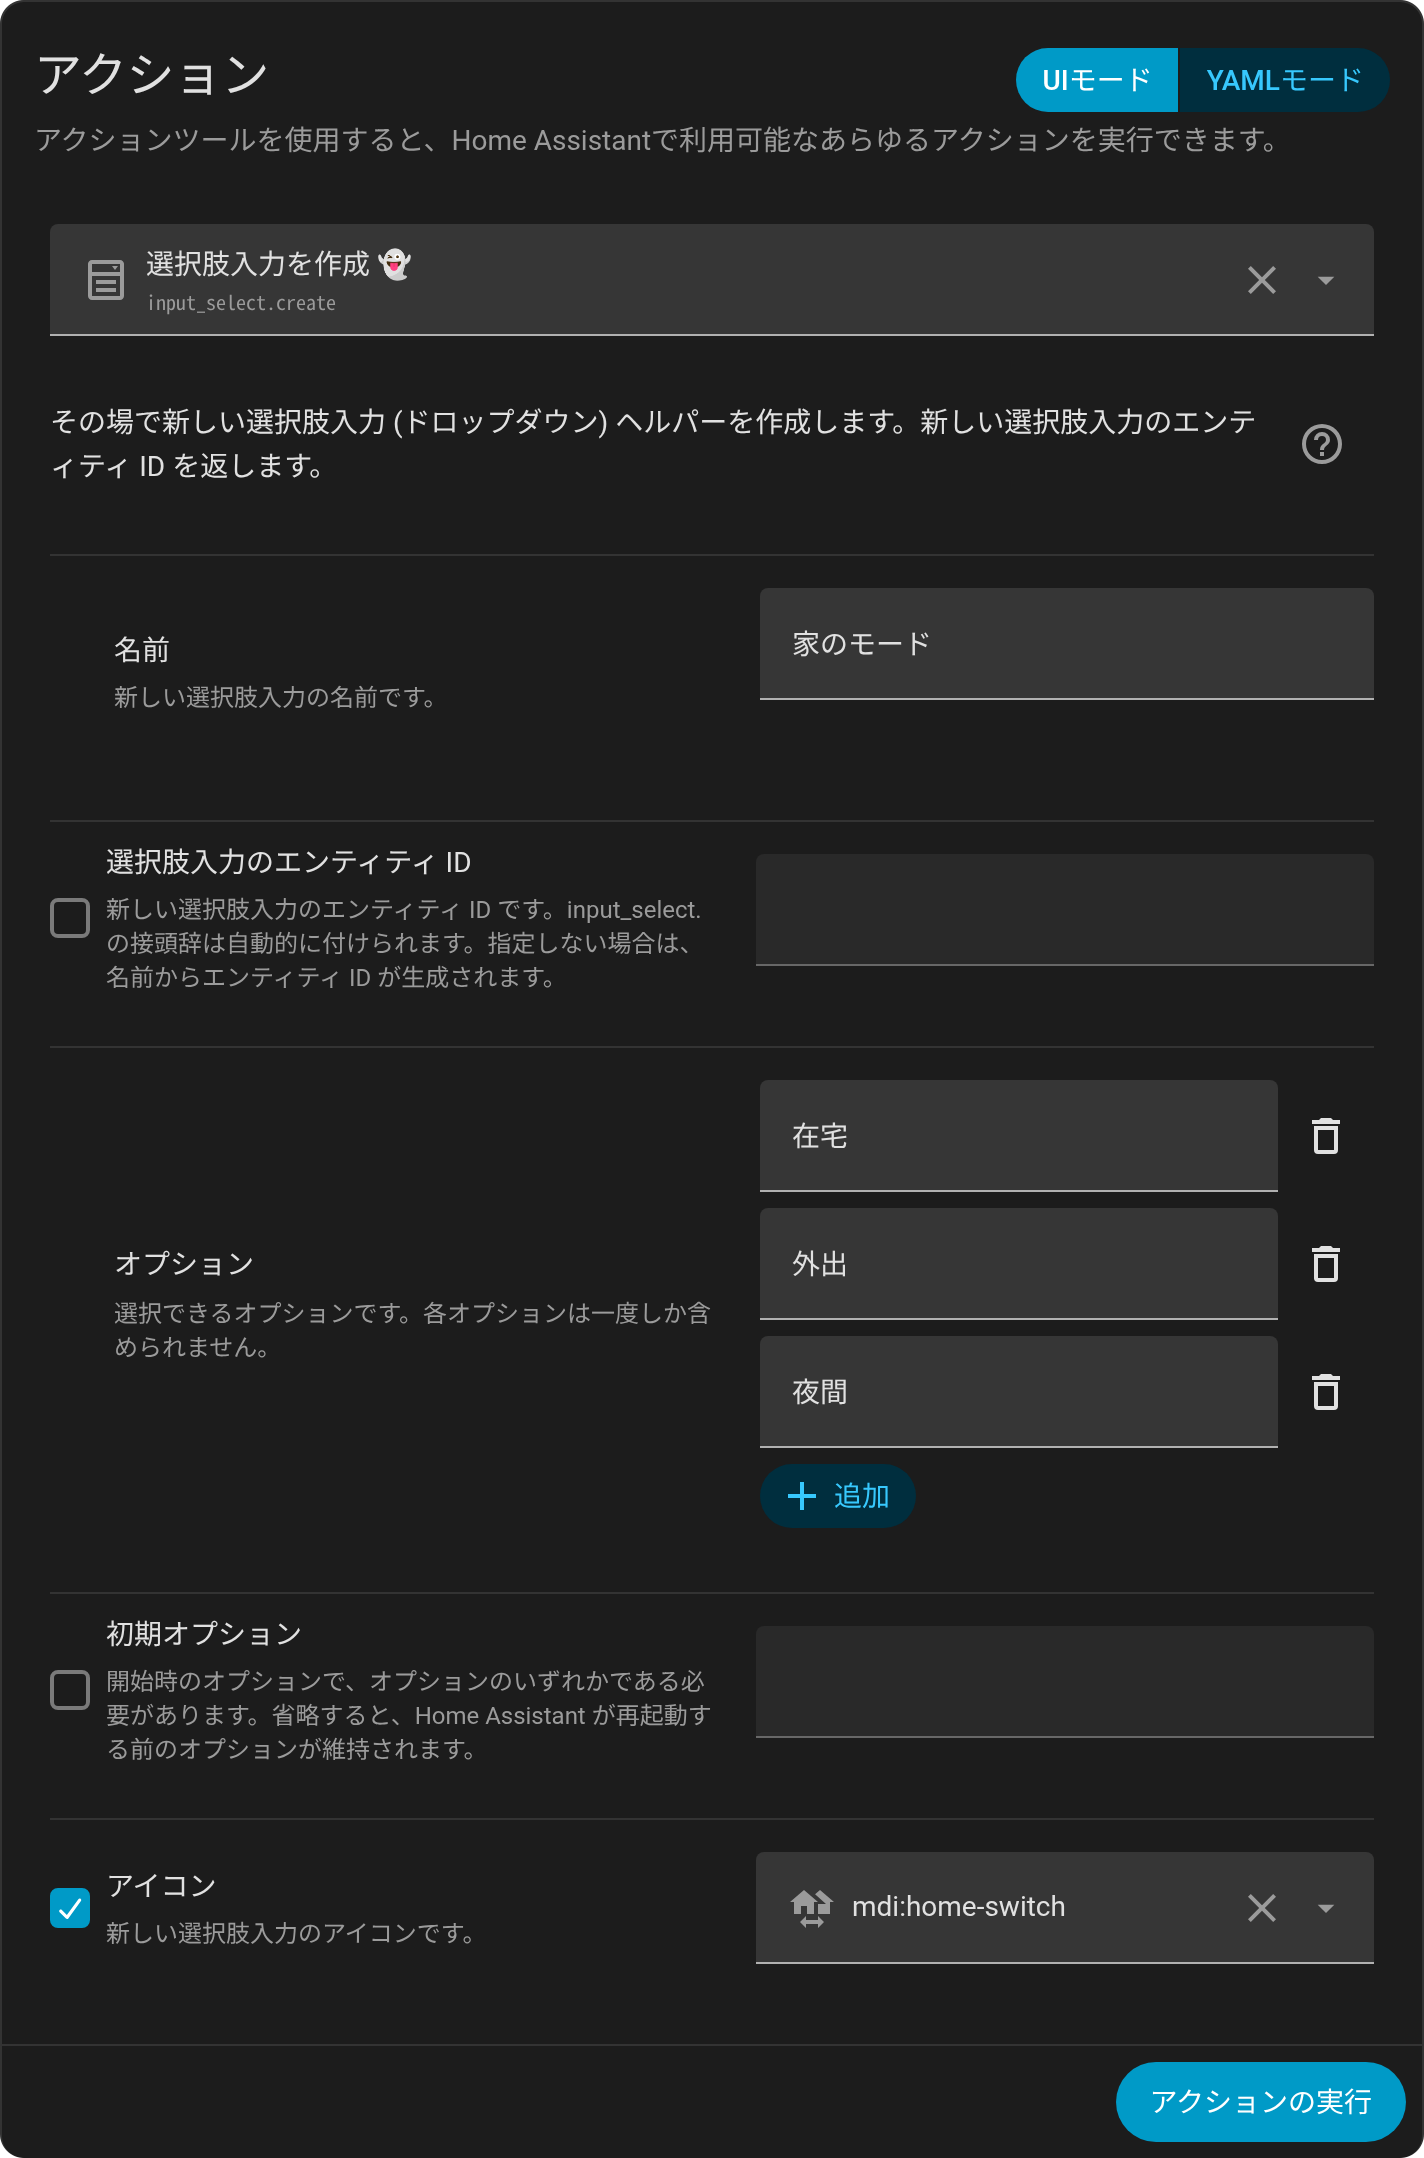 アクション
UIモード
YAMLモード
アクションツールを使用すると、Home Assistantで利用可能なあらゆるアクションを実行できます。
選択肢入力を作成 👻
input_select.create
その場で新しい選択肢入力 (ドロップダウン) ヘルパーを作成します。新しい選択肢入力のエンテ
ィティ ID を返します。
名前
新しい選択肢入力の名前です。
家のモード
選択肢入力のエンティティ ID
新しい選択肢入力のエンティティ ID です。input_select.
の接頭辞は自動的に付けられます。指定しない場合は、
名前からエンティティ ID が生成されます。
オプション
選択できるオプションです。各オプションは一度しか含
められません。
在宅
外出
夜間
追加
初期オプション
開始時のオプションで、オプションのいずれかである必
要があります。省略すると、Home Assistant が再起動す
る前のオプションが維持されます。
アイコン
新しい選択肢入力のアイコンです。
mdi:home-switch
アクションの実行